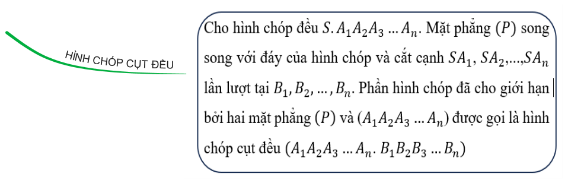 HÌNH CHÓP CỤT ĐỀU
Cho hình chóp đều S.A₁A₂A₃ ... Aₙ. Mặt phẳng (P) song
song với đáy của hình chóp và cắt cạnh SA₁, SA₂,...,SAₙ
lần lượt tại B₁, B₂, ..., Bₙ. Phần hình chóp đã cho giới hạn
bởi hai mặt phẳng (P) và (A₁A₂A₃ ... Aₙ) được gọi là hình
chóp cụt đều (A₁A₂A₃ ... Aₙ. B₁B₂B₃ ... Bₙ)